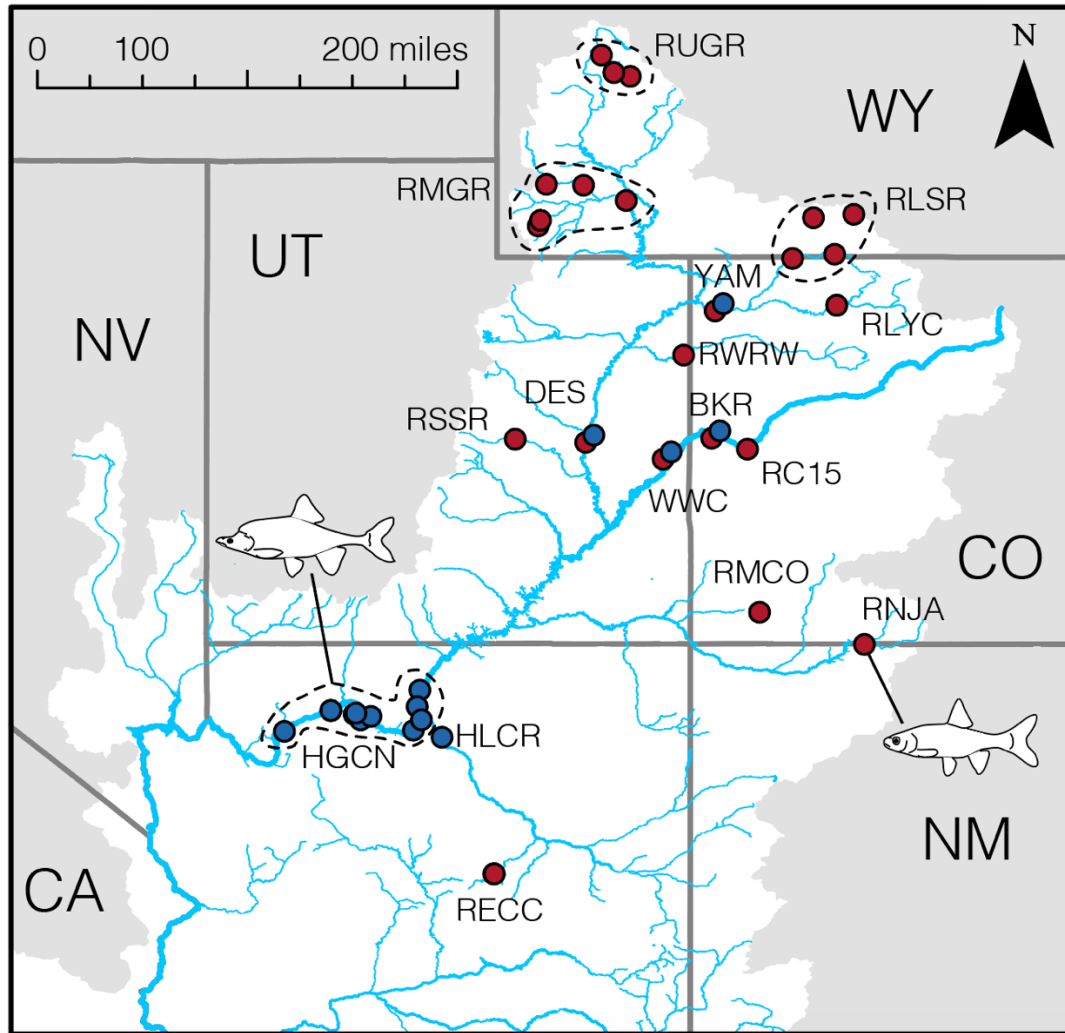 0 100 200 miles
RUGR
N
WY
RMGR
RLSR
UT
YAM
NV
RLYC
RWRW
DES
BKR
RSSR
RC15
WWC
RMCO
CO
RNJA
HLCR
HGCN
NM
CA
RECC